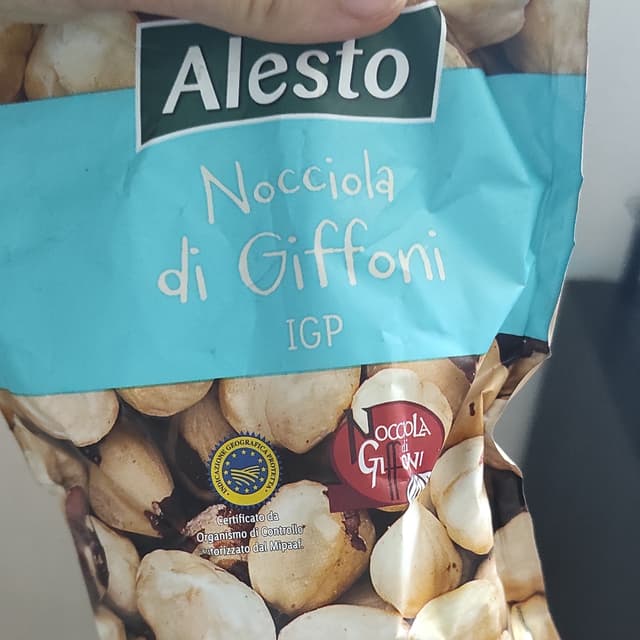 Alesto
Nocciola
di Giffoni
IGP
NOCCIOLA
di
GIFFONI
INDICAZIONE GEOGRAFICA PROTETTA
Certificato da
Organismo di Controllo
autorizzato dal Mipaaf.